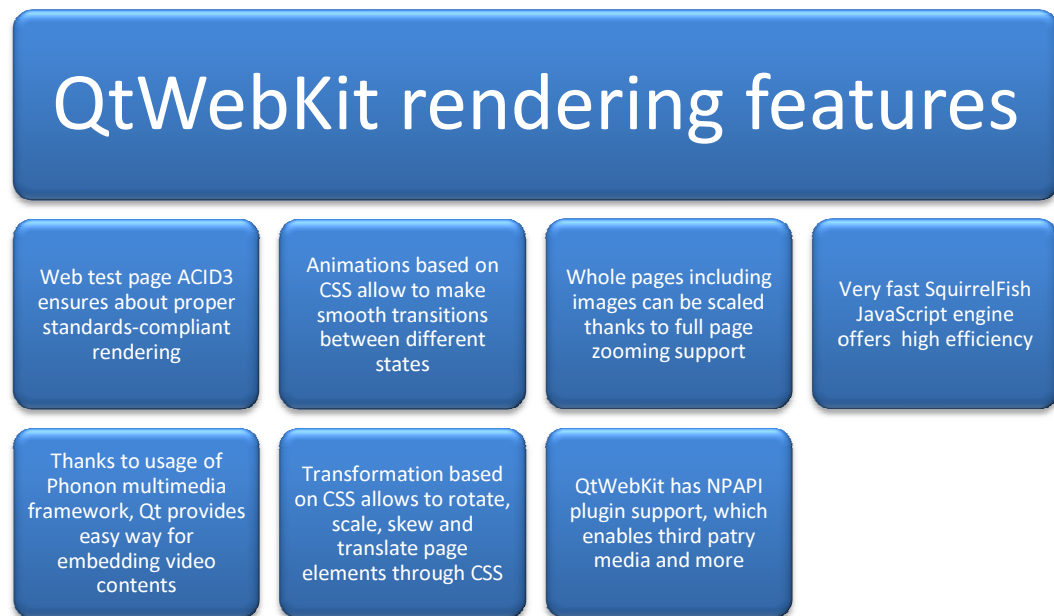 QtWebKit rendering features
Web test page ACID3
ensures about proper
standards-compliant
rendering
Animations based on
CSS allow to make
smooth transitions
between different
states
Whole pages including
images can be scaled
thanks to full page
zooming support
Very fast SquirrelFish
JavaScript engine
offers  high efficiency
Thanks to usage of
Phonon multimedia
framework, Qt provides
easy way for
embedding video
contents
Transformation based
on CSS allows to rotate,
scale, skew and
translate page
elements through CSS
QtWebKit has NPAPI
plugin support, which
enables third patry
media and more